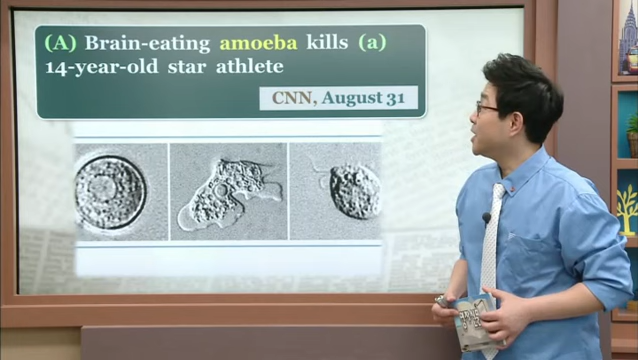 (A) Brain-eating amoeba kills (a)
14-year-old star athlete
CNN, August 31